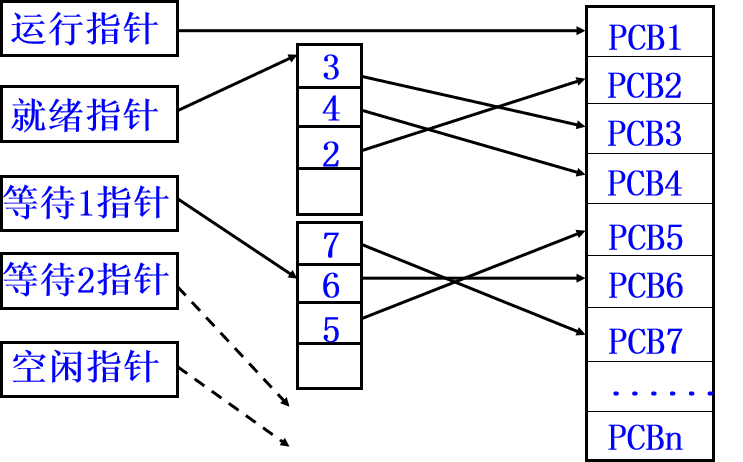 运行指针
就绪指针
等待1指针
等待2指针
空闲指针
3
4
2
7
6
5
PCB1
PCB2
PCB3
PCB4
PCB5
PCB6
PCB7
······
PCBn